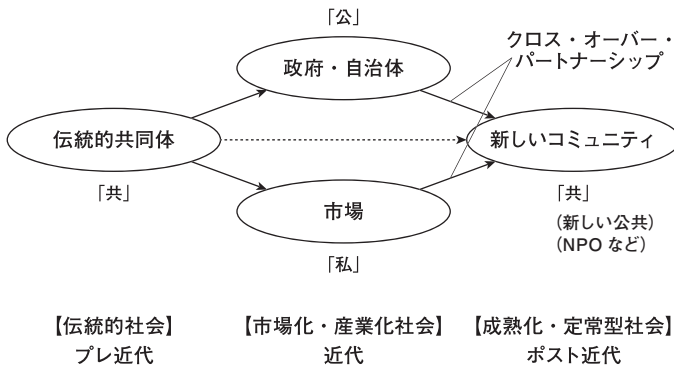 「公」
政府・自治体
クロス・オーバー・
パートナーシップ
伝統的共同体
新しいコミュニティ
「共」
市場
「共」
(新しい公共)
(NPO など)
「私」
【伝統的社会】
プレ近代
【市場化・産業化社会】
近代
【成熟化・定常型社会】
ポスト近代